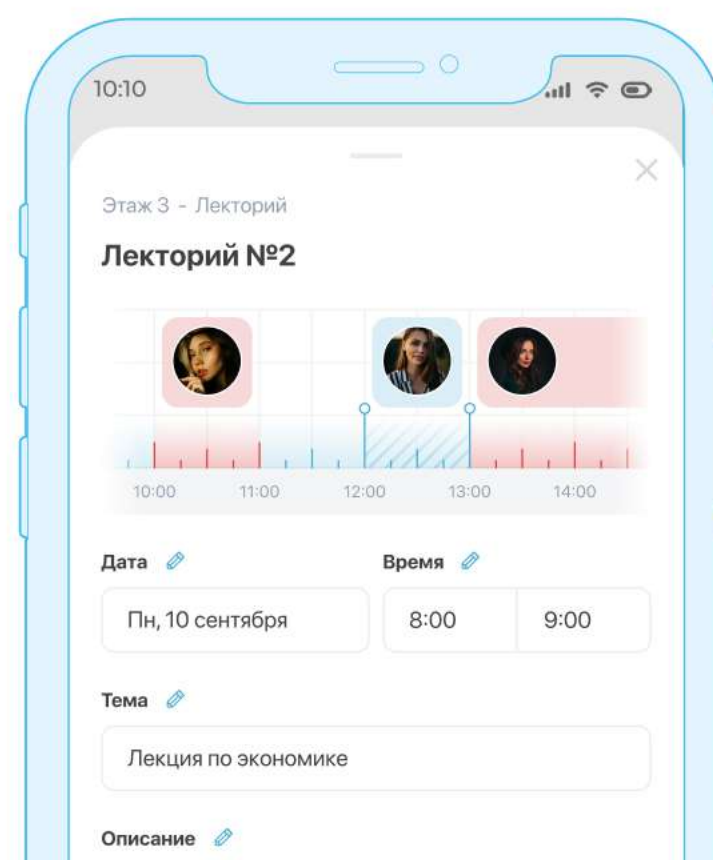 10:10
Этаж 3 - Лекторий
Лекторий №2
10:00 11:00 12:00 13:00 14:00
Дата Время
Пн, 10 сентября 8:00 9:00
Тема
Лекция по экономике
Описание